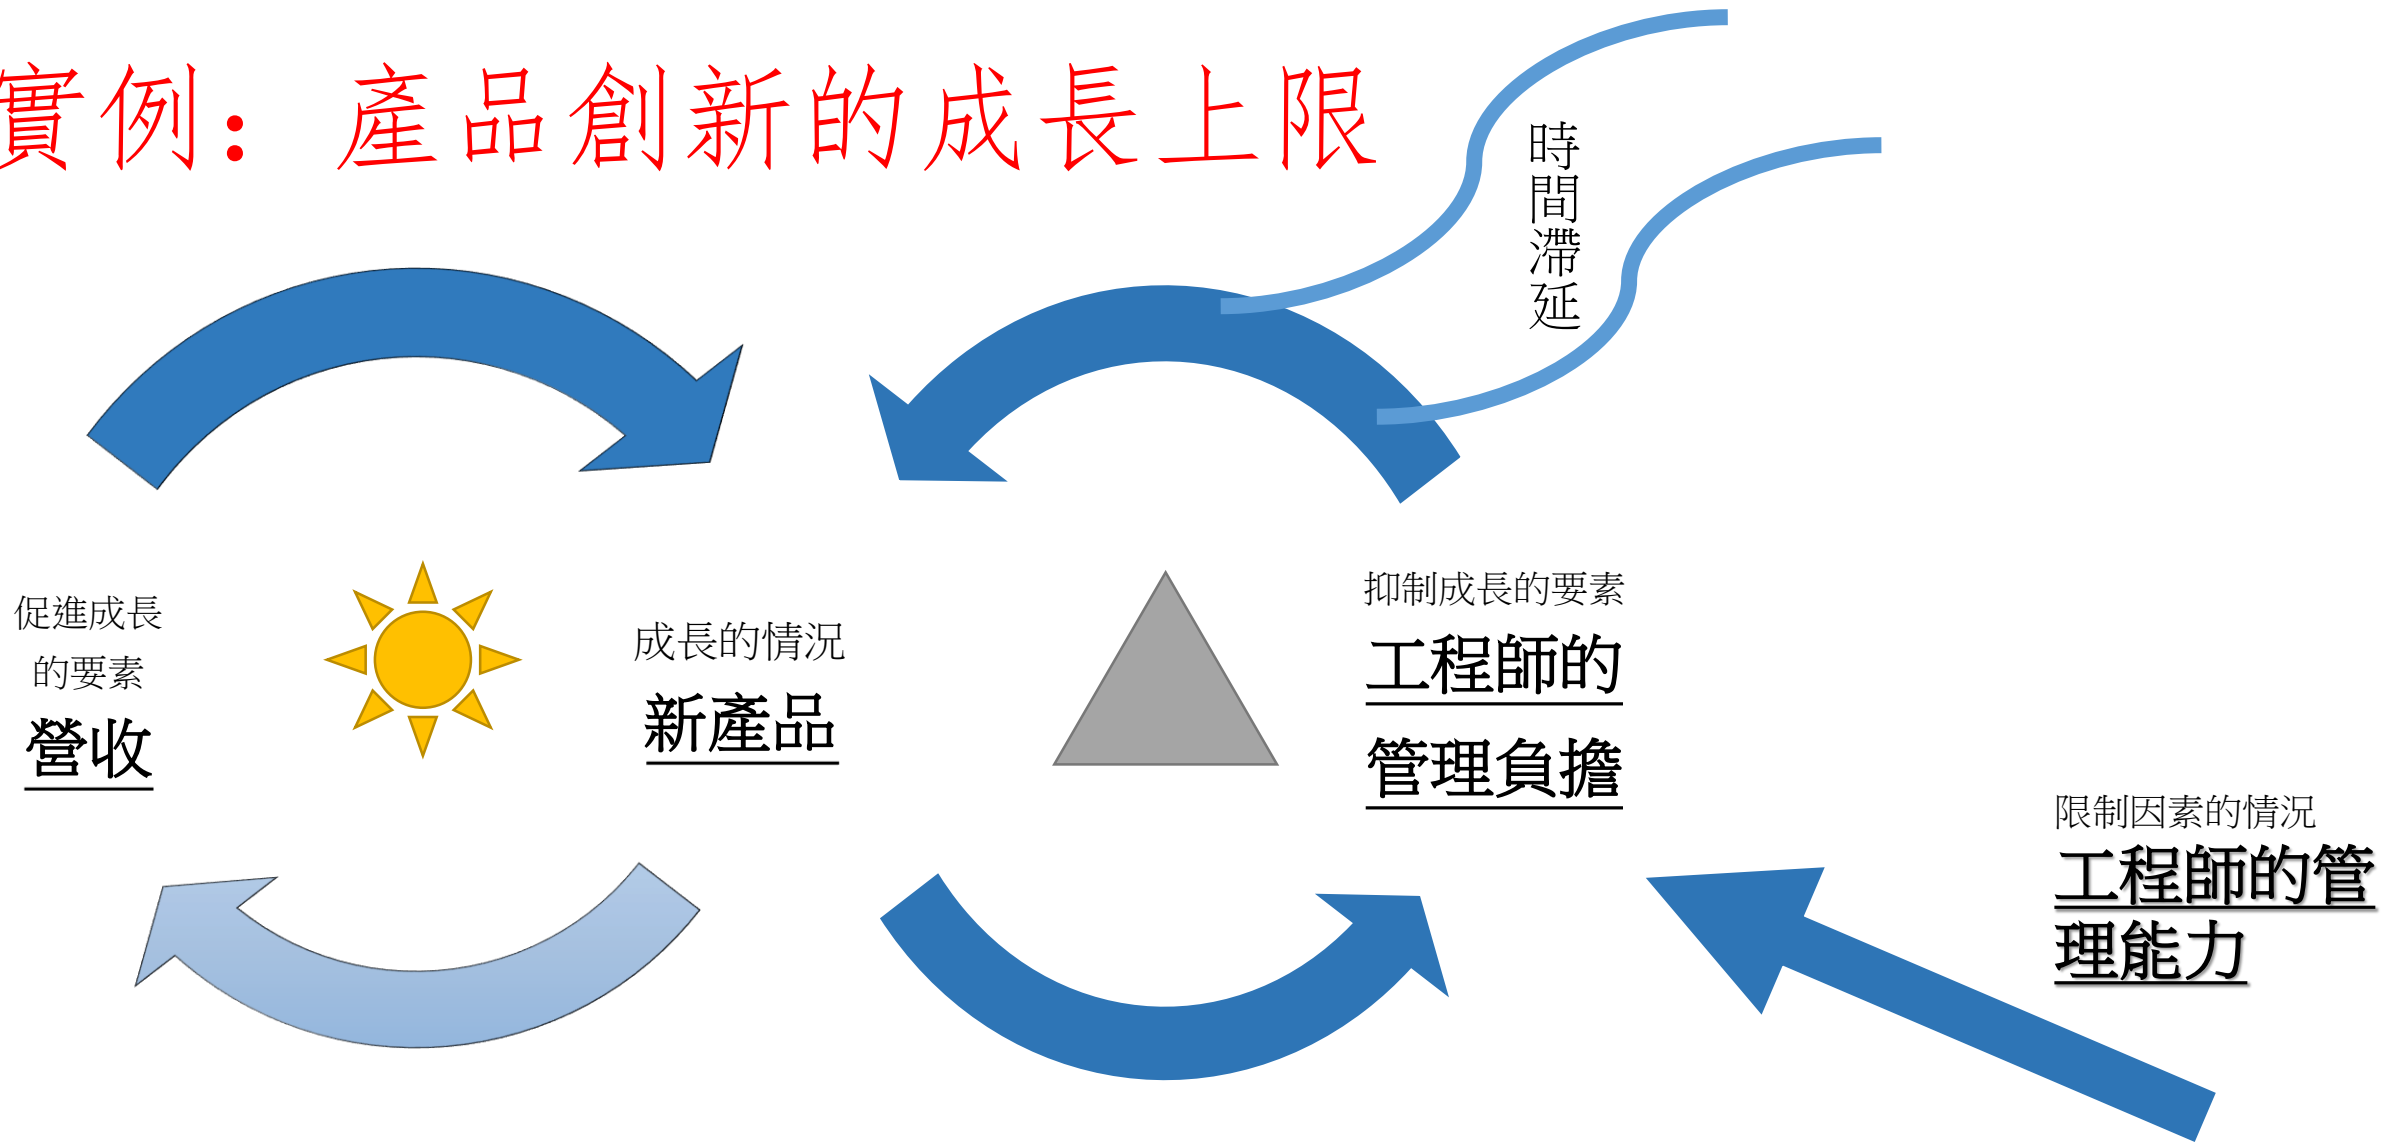 實例：產品創新的成長上限
時間滯延
促進成長
的要素
營收
成長的情況
新產品
抑制成長的要素
工程師的
管理負擔
限制因素的情況
工程師的管
理能力